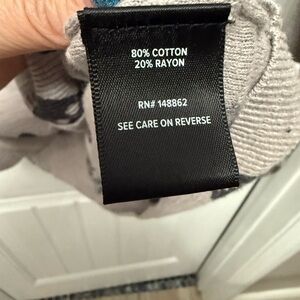 80% COTTON
20% RAYON
RN# 148862
SEE CARE ON REVERSE